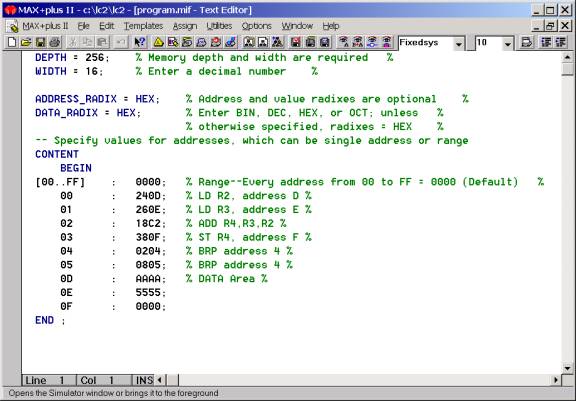 MAX+plus II - c:\lc2\lc2 - [program.mif - Text Editor]
MAX+plus II File Edit Templates Assign Utilities Options Window Help
Fixedsys 10
DEPTH = 256; % Memory depth and width are required %
WIDTH = 16; % Enter a decimal number %
ADDRESS_RADIX = HEX; % Address and value radixes are optional %
DATA_RADIX = HEX; % Enter BIN, DEC, HEX, or OCT; unless %
% otherwise specified, radixes = HEX %
-- Specify values for addresses, which can be single address or range
CONTENT
BEGIN
[00..FF] : 0000; % Range--Every address from 00 to FF = 0000 (Default) %
00 : 240D; % LD R2, address D %
01 : 260E; % LD R3, address E %
02 : 18C2; % ADD R4,R3,R2 %
03 : 380F; % ST R4, address F %
04 : 0204; % BRP address 4 %
05 : 0805; % BRP address 4 %
0D : AAAA; % DATA Area %
0E : 5555;
0F : 0000;
END ;
Line 1 Col 1 INS
Opens the Simulator window or brings it to the foreground